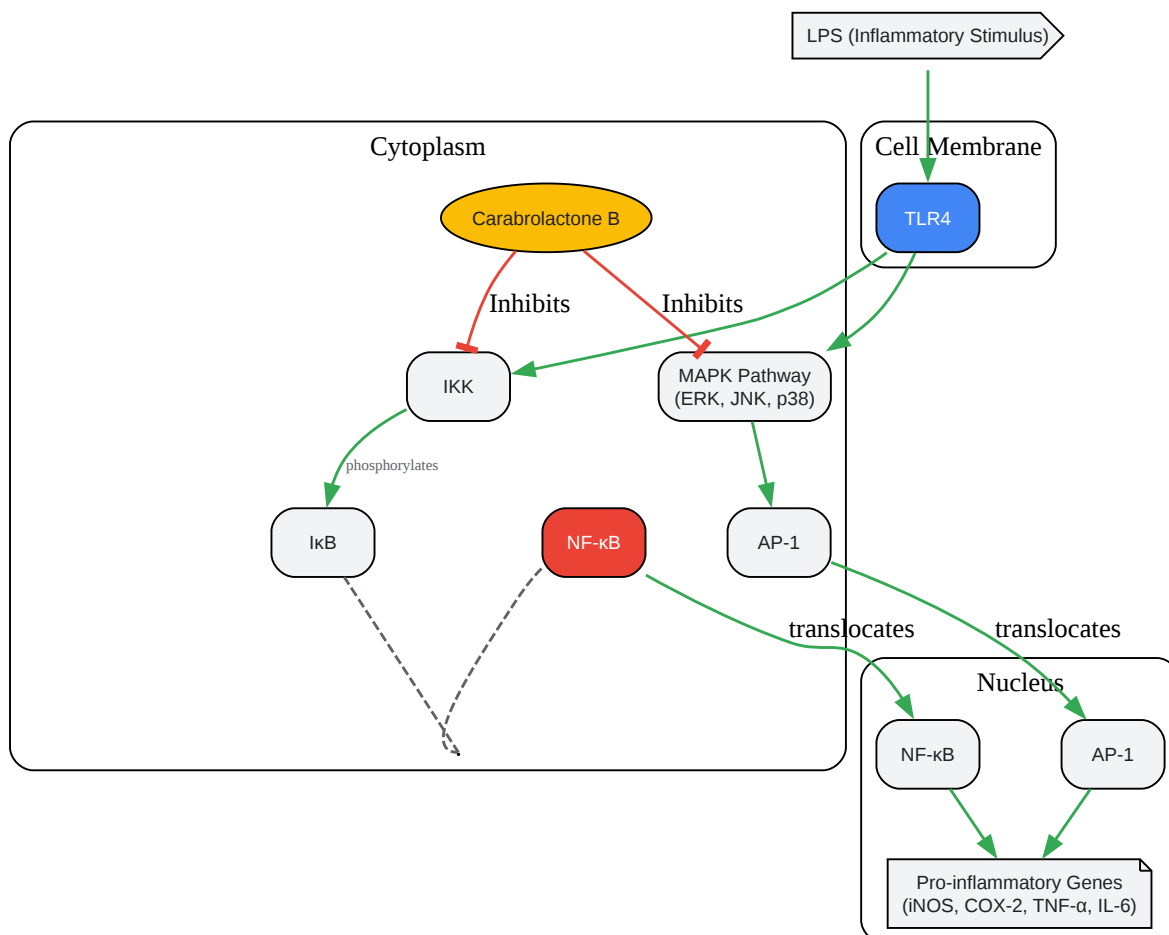 LPS (Inflammatory Stimulus)
Cytoplasm
Cell Membrane
Carabrolactone B
TLR4
Inhibits
Inhibits
IKK
MAPK Pathway
(ERK, JNK, p38)
phosphorylates
IκB
NF-κB
AP-1
translocates
translocates
Nucleus
NF-κB
AP-1
Pro-inflammatory Genes
(iNOS, COX-2, TNF-α, IL-6)